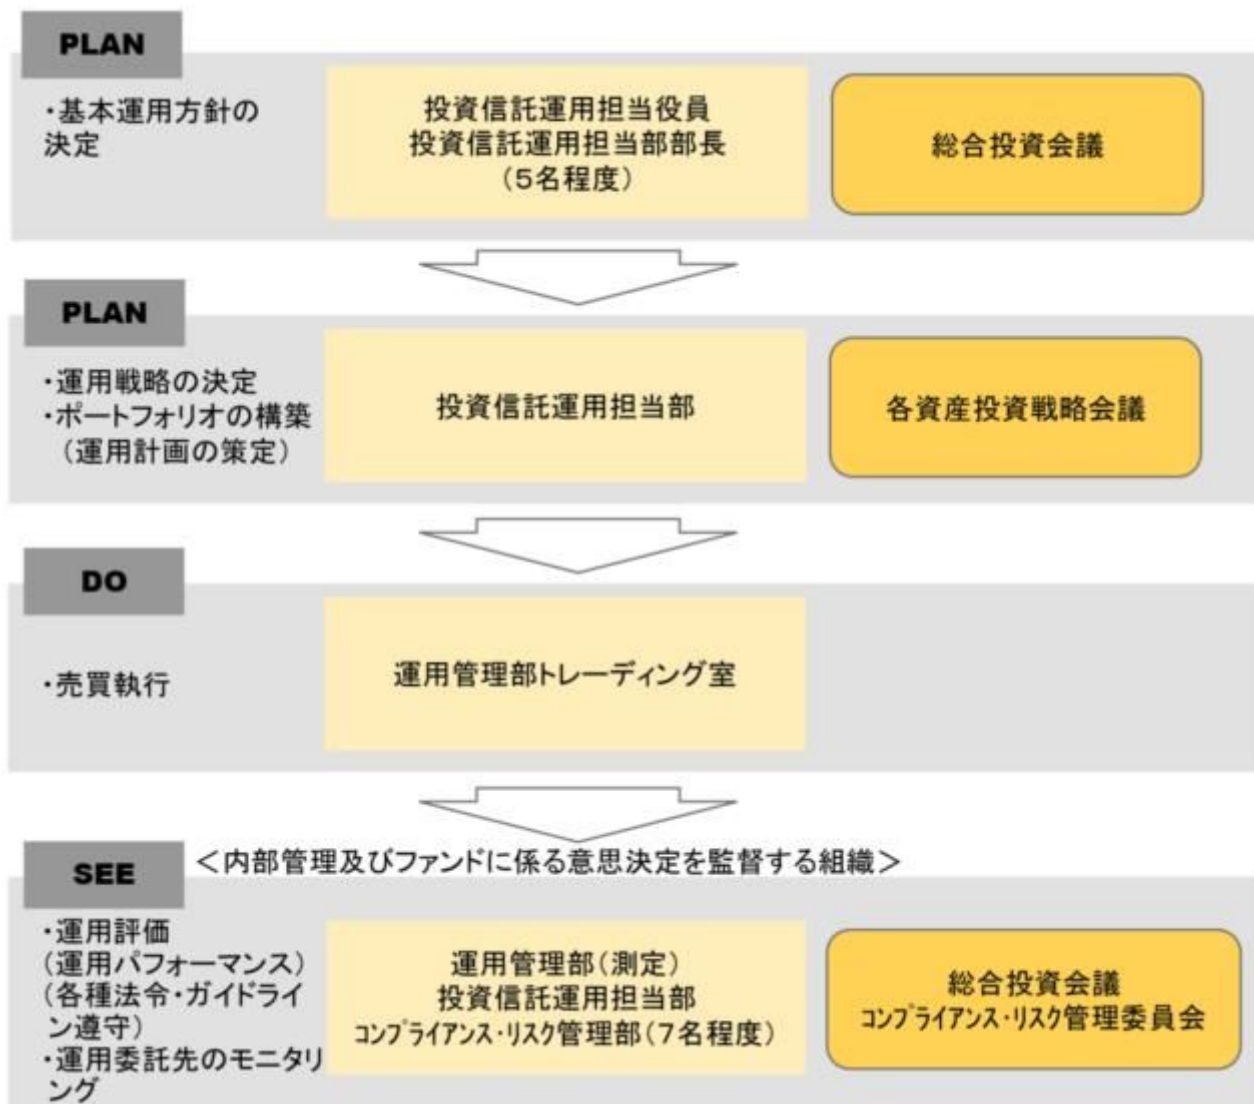 PLAN
・基本運用方針の
決定
投資信託運用担当役員
投資信託運用担当部部長
(5名程度)
総合投資会議
PLAN
・運用戦略の決定
・ポートフォリオの構築
(運用計画の策定)
投資信託運用担当部
各資産投資戦略会議
DO
・売買執行
運用管理部トレーディング室
SEE
＜内部管理及びファンドに係る意思決定を監督する組織＞
・運用評価
(運用パフォーマンス)
(各種法令・ガイドライ
ン遵守)
・運用委託先のモニタリ
ング
運用管理部(測定)
投資信託運用担当部
ｺﾝﾌﾟﾗｲｱﾝｽ・ﾘｽｸ管理部(7名程度)
総合投資会議
ｺﾝﾌﾟﾗｲｱﾝｽ・ﾘｽｸ管理委員会